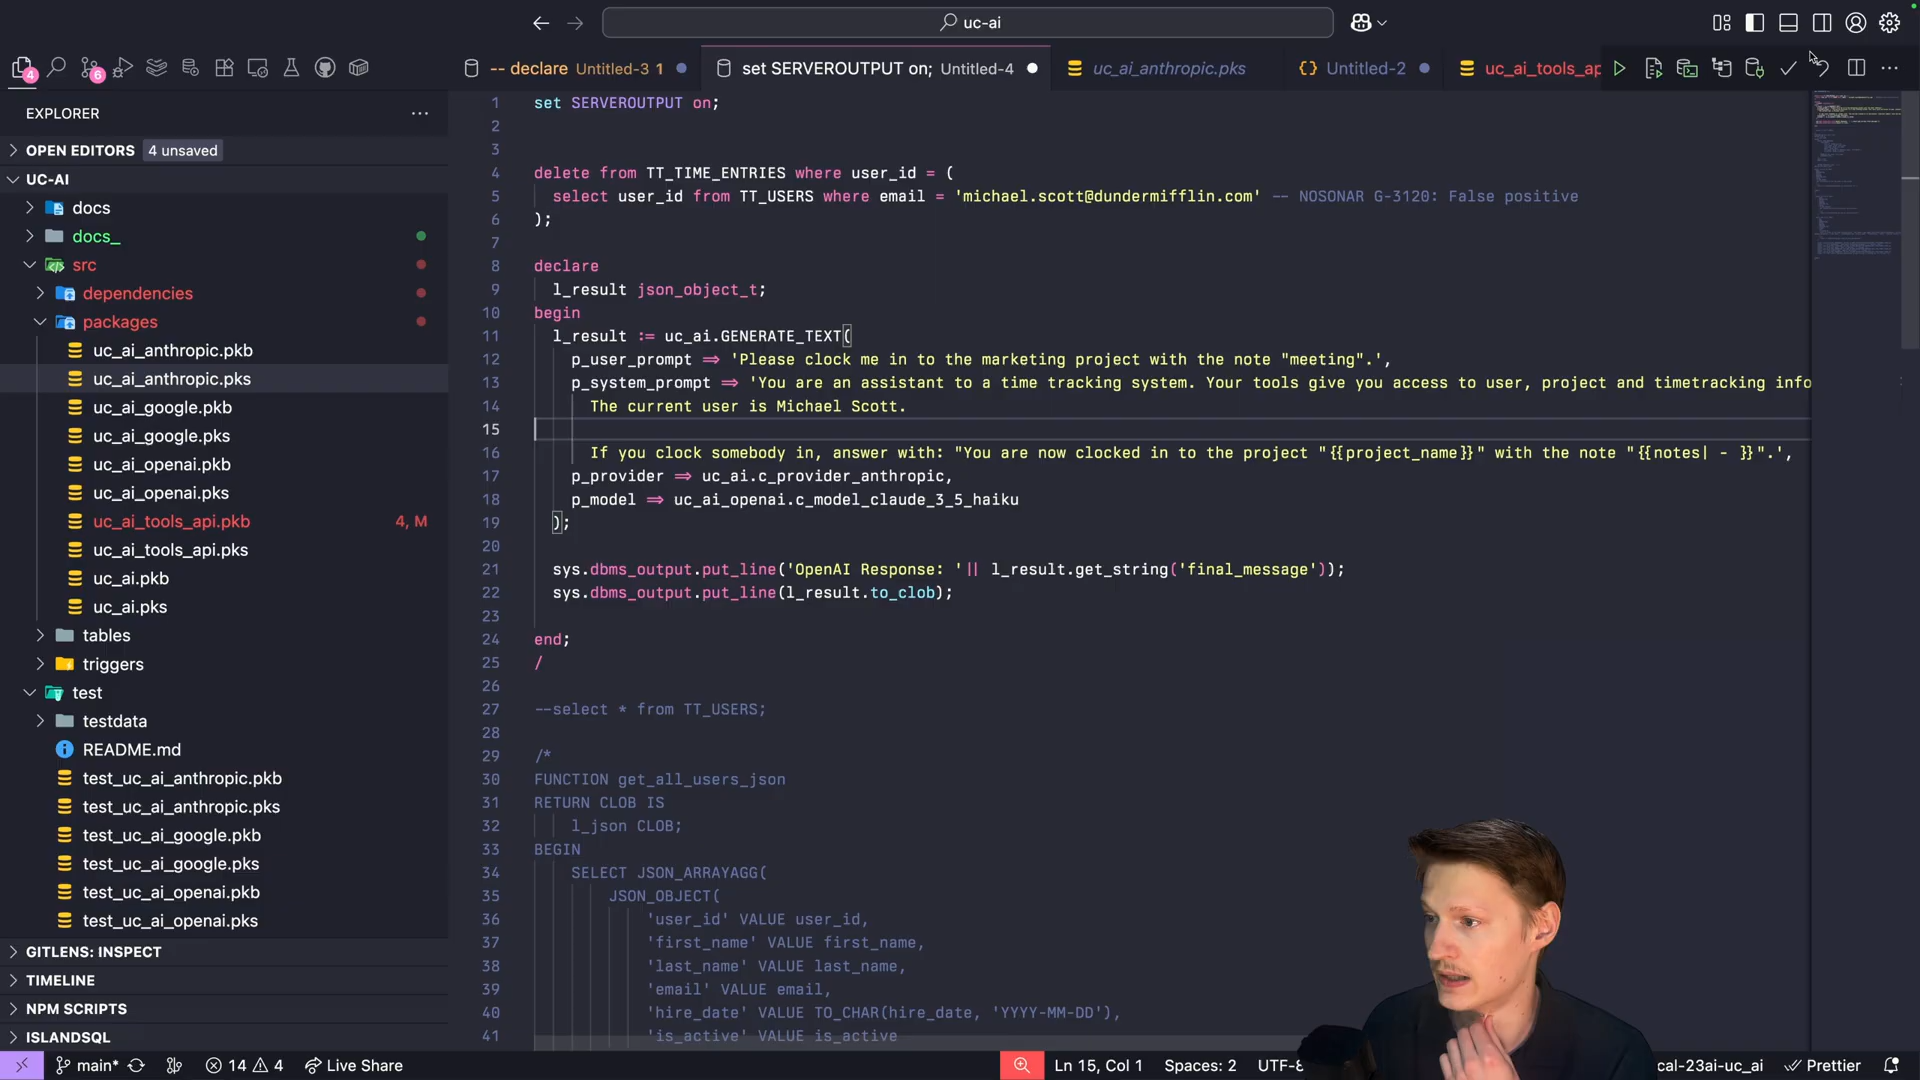 uc-ai
4
6
-- declare Untitled-3 1
set SERVEROUTPUT on; Untitled-4
uc_ai_anthropic.pks
{} Untitled-2
uc_ai_tools_ap
EXPLORER
OPEN EDITORS 4 unsaved
UC-AI
docs
docs_
src
dependencies
packages
uc_ai_anthropic.pkb
uc_ai_anthropic.pks
uc_ai_google.pkb
uc_ai_google.pks
uc_ai_openai.pkb
uc_ai_openai.pks
uc_ai_tools_api.pkb 4, M
uc_ai_tools_api.pks
uc_ai.pkb
uc_ai.pks
tables
triggers
test
testdata
README.md
test_uc_ai_anthropic.pkb
test_uc_ai_anthropic.pks
test_uc_ai_google.pkb
test_uc_ai_google.pks
test_uc_ai_openai.pkb
test_uc_ai_openai.pks
GITLENS: INSPECT
TIMELINE
NPM SCRIPTS
ISLANDSQL
1 set SERVEROUTPUT on;
2
3
4 delete from TT_TIME_ENTRIES where user_id = (
5 select user_id from TT_USERS where email = 'michael.scott@dundermifflin.com' -- NOSONAR G-3120: False positive
6 );
7
8 declare
9 l_result json_object_t;
10 begin
11 l_result := uc_ai.GENERATE_TEXT(
12 p_user_prompt => 'Please clock me in to the marketing project with the note "meeting".',
13 p_system_prompt => 'You are an assistant to a time tracking system. Your tools give you access to user, project and timetracking info
14 The current user is Michael Scott.
15
16 If you clock somebody in, answer with: "You are now clocked in to the project "{{project_name}}" with the note "{{notes| - }}".',
17 p_provider => uc_ai.c_provider_anthropic,
18 p_model => uc_ai_openai.c_model_claude_3_5_haiku
19 );
20
21 sys.dbms_output.put_line('OpenAI Response: '|| l_result.get_string('final_message'));
22 sys.dbms_output.put_line(l_result.to_clob);
23
24 end;
25 /
26
27 --select * from TT_USERS;
28
29 /*
30 FUNCTION get_all_users_json
31 RETURN CLOB IS
32 l_json CLOB;
33 BEGIN
34 SELECT JSON_ARRAYAGG(
35 JSON_OBJECT(
36 'user_id' VALUE user_id,
37 'first_name' VALUE first_name,
38 'last_name' VALUE last_name,
39 'email' VALUE email,
40 'hire_date' VALUE TO_CHAR(hire_date, 'YYYY-MM-DD'),
41 'is_active' VALUE is_active
main* 14 4 Live Share Ln 15, Col 1 Spaces: 2 UTF-8 cal-23ai-uc_ai Prettier